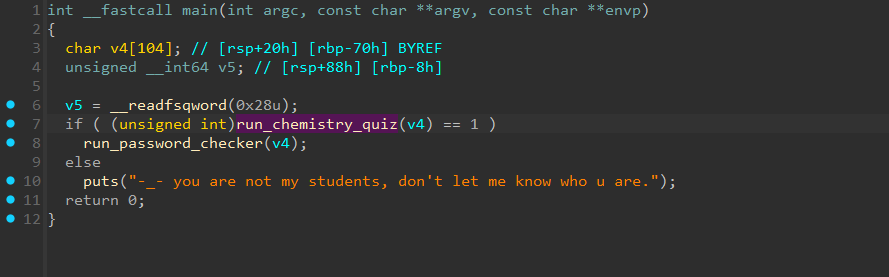 1 int __fastcall main(int argc, const char **argv, const char **envp)
2 {
3   char v4[104]; // [rsp+20h] [rbp-70h] BYREF
4   unsigned __int64 v5; // [rsp+88h] [rbp-8h]
5
6   v5 = __readfsqword(0x28u);
7   if ( (unsigned int)run_chemistry_quiz(v4) == 1 )
8     run_password_checker(v4);
9   else
10     puts("-_- you are not my students, don't let me know who u are.");
11   return 0;
12 }